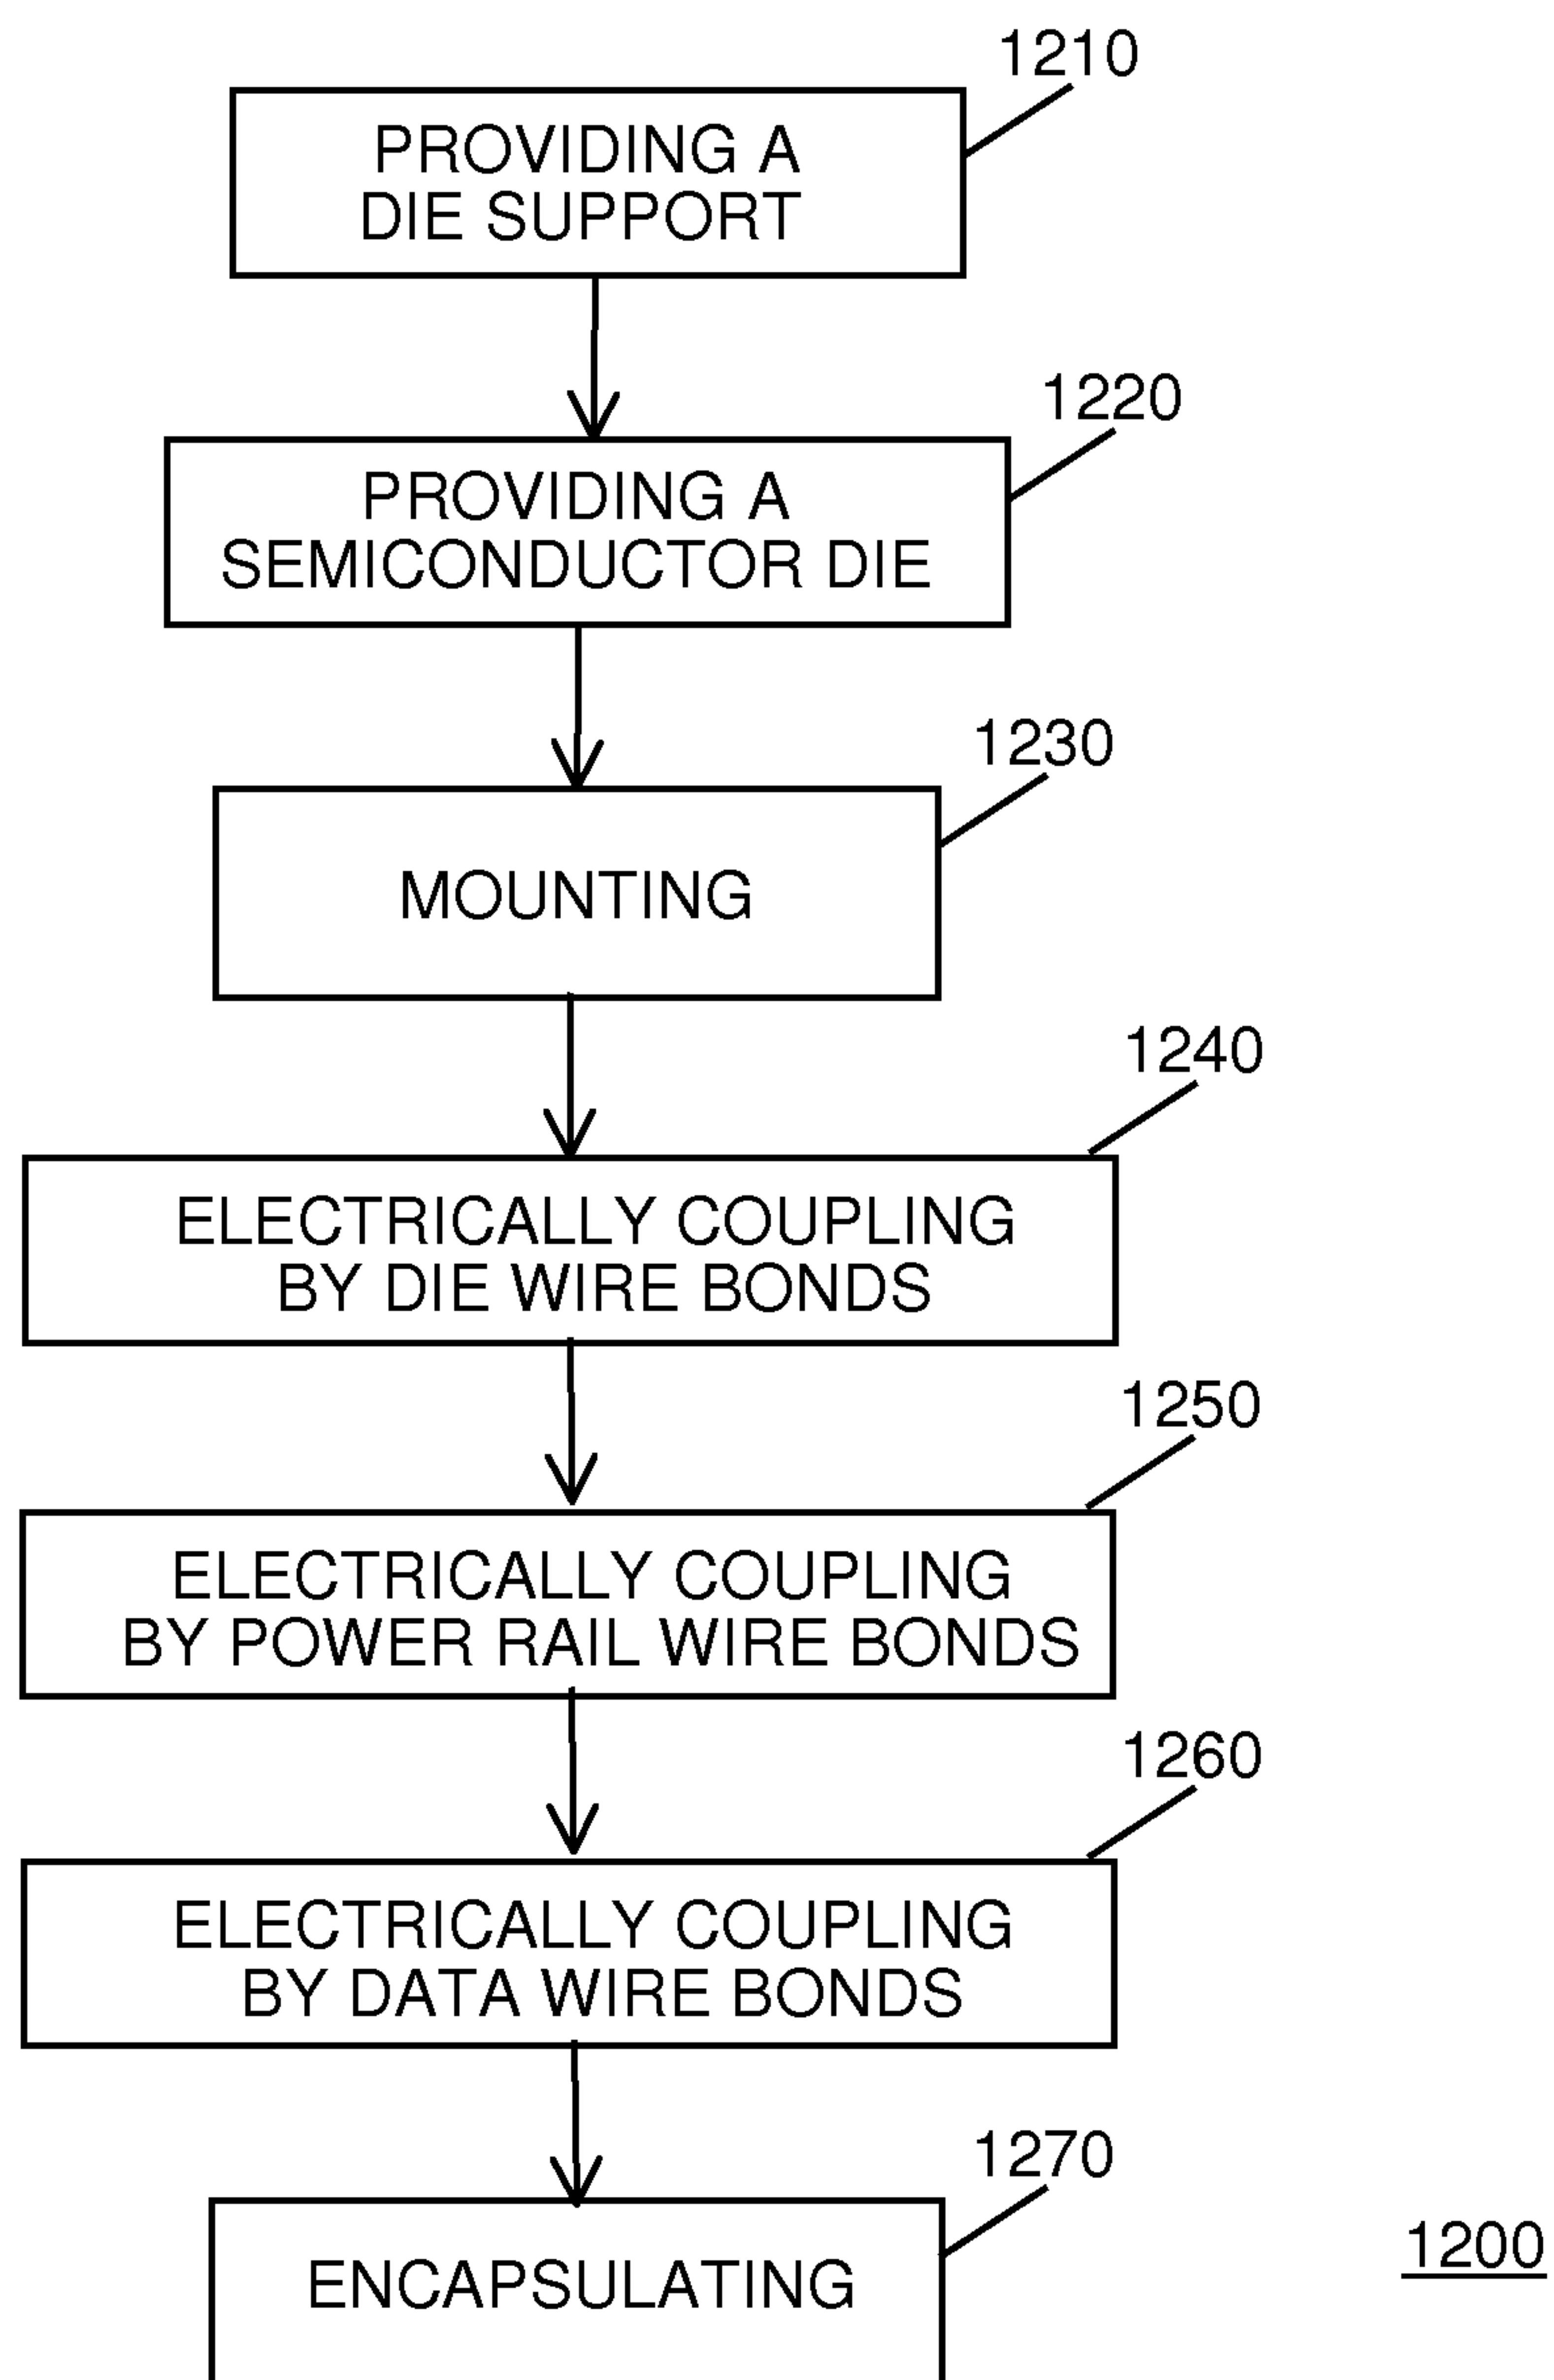 1210
PROVIDING A
DIE SUPPORT
1220
PROVIDING A
SEMICONDUCTOR DIE
1230
MOUNTING
1240
ELECTRICALLY COUPLING
BY DIE WIRE BONDS
1250
ELECTRICALLY COUPLING
BY POWER RAIL WIRE BONDS
1260
ELECTRICALLY COUPLING
BY DATA WIRE BONDS
1270
ENCAPSULATING
1200